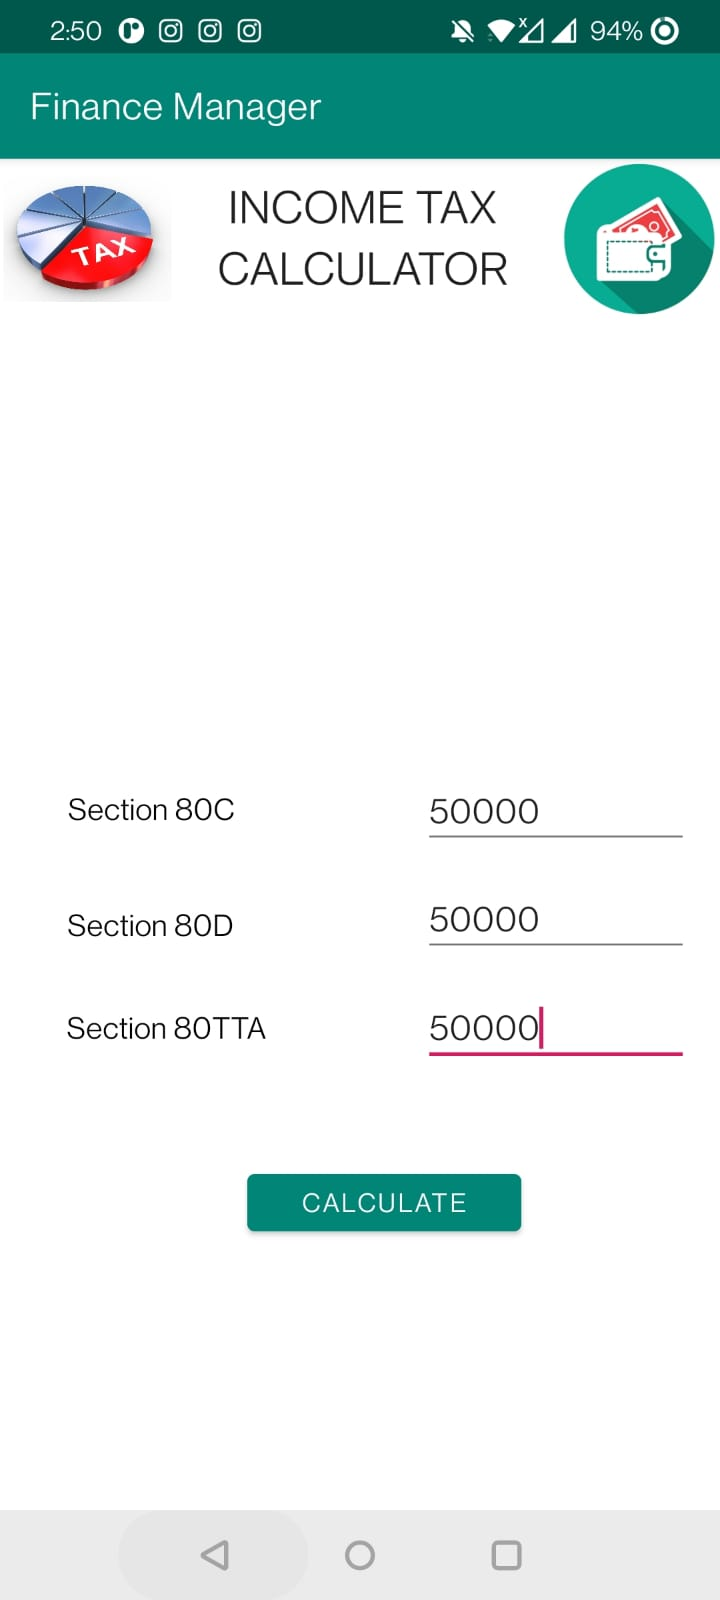 2:50 94%
Finance Manager
TAX
INCOME TAX
CALCULATOR
Section 80C 50000
Section 80D 50000
Section 80TTA 50000
CALCULATE